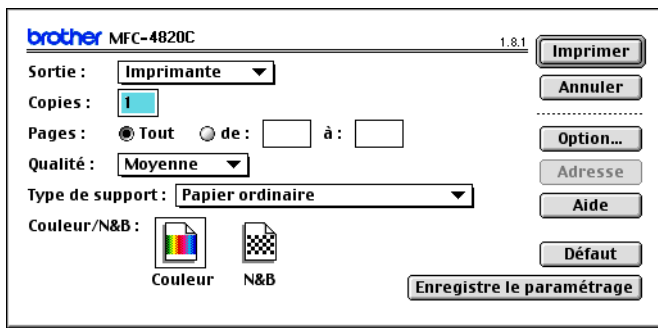 brother MFC-4820C 1.8.1
Imprimer
Sortie : Imprimante
Annuler
Copies : 1
Pages : Tout de : à :
Option...
Qualité : Moyenne
Adresse
Type de support : Papier ordinaire
Aide
Couleur/N&B :
Couleur N&B
Défaut
Enregistre le paramétrage